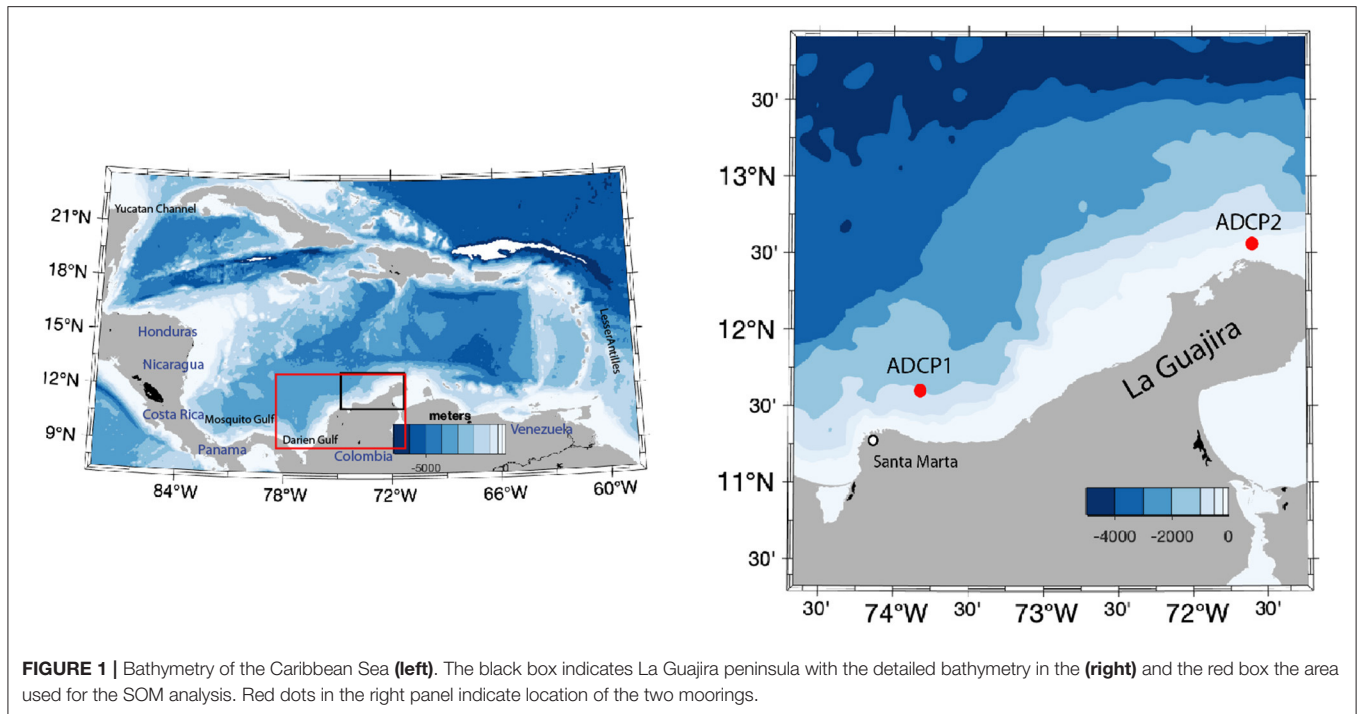 21°N
18°N
15°N
12°N
9°N
Yucatan Channel
Honduras
Nicaragua
Costa Rica
Mosquito Gulf
Panama
Darien Gulf
Colombia
Venezuela
LesserAntilles
meters
-5000
84°W 78°W 72°W 66°W 60°W
30'
13°N
30'
12°N
30'
11°N
30'
ADCP2
ADCP1
La Guajira
Santa Marta
-4000 -2000 0
30' 74°W 30' 73°W 30' 72°W 30'
FIGURE 1 | Bathymetry of the Caribbean Sea (left). The black box indicates La Guajira peninsula with the detailed bathymetry in the (right) and the red box the area
used for the SOM analysis. Red dots in the right panel indicate location of the two moorings.